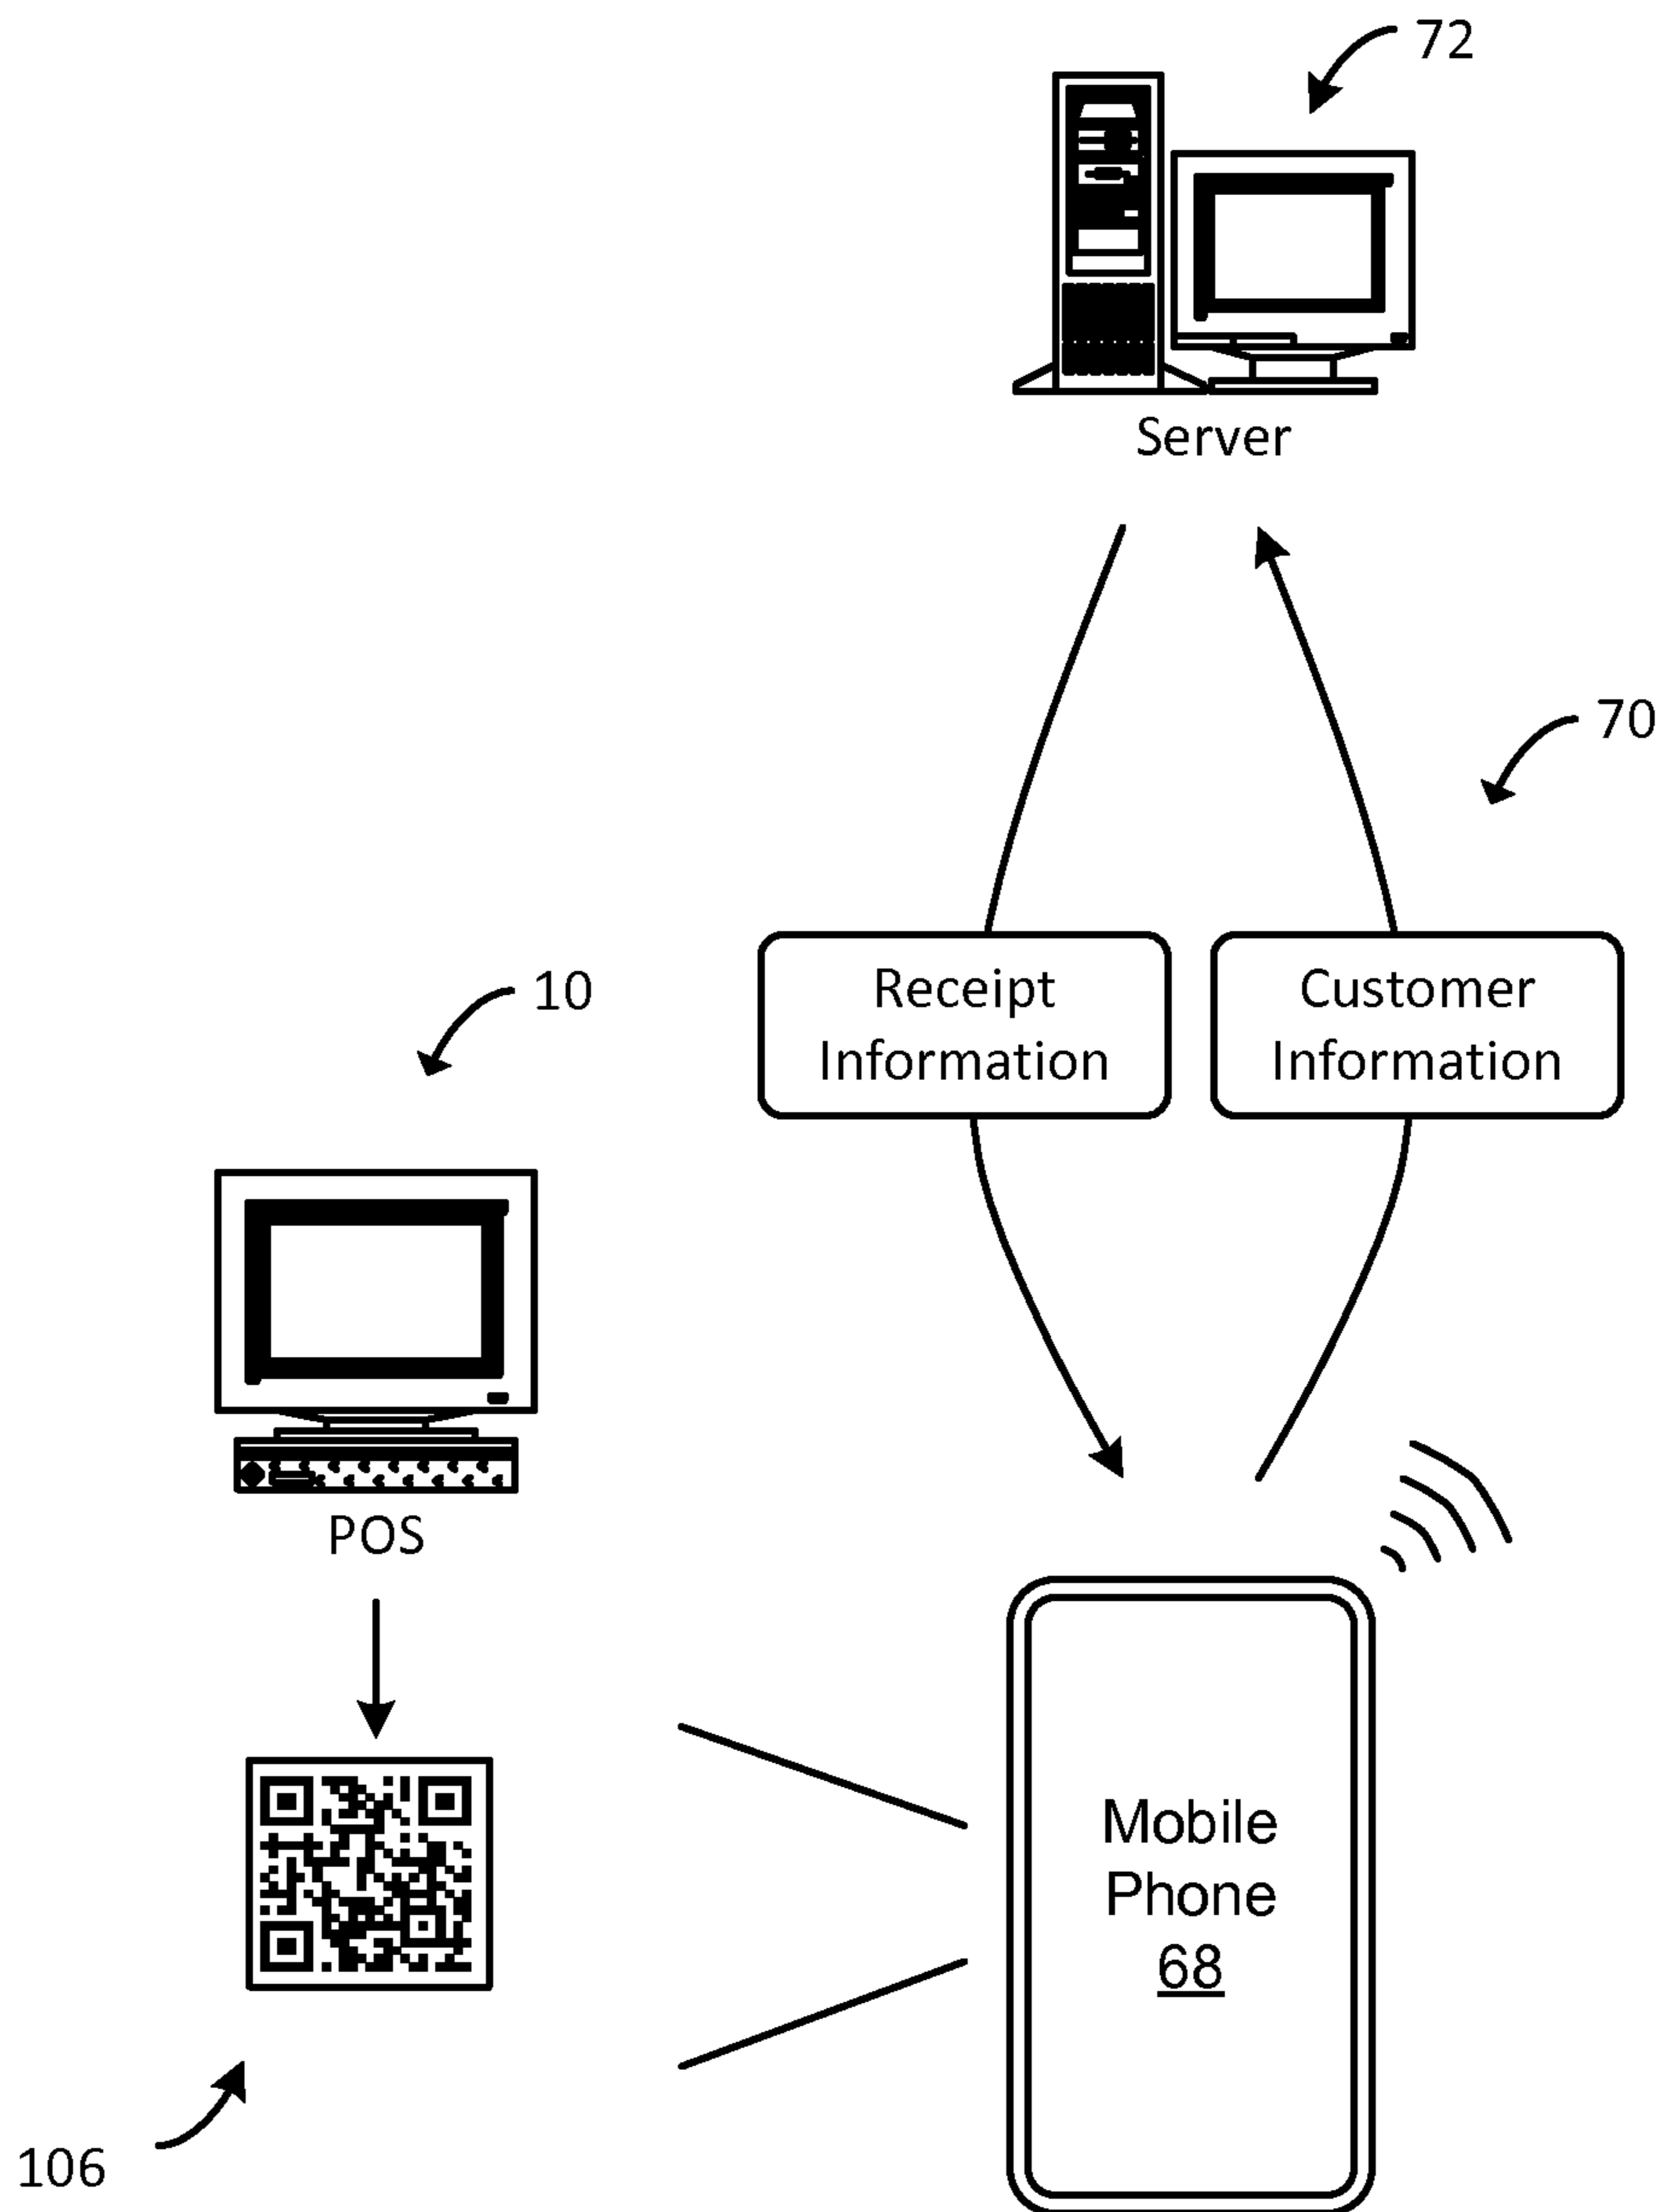 72
Server
70
Receipt
Information
Customer
Information
10
POS
Mobile
Phone
68
106